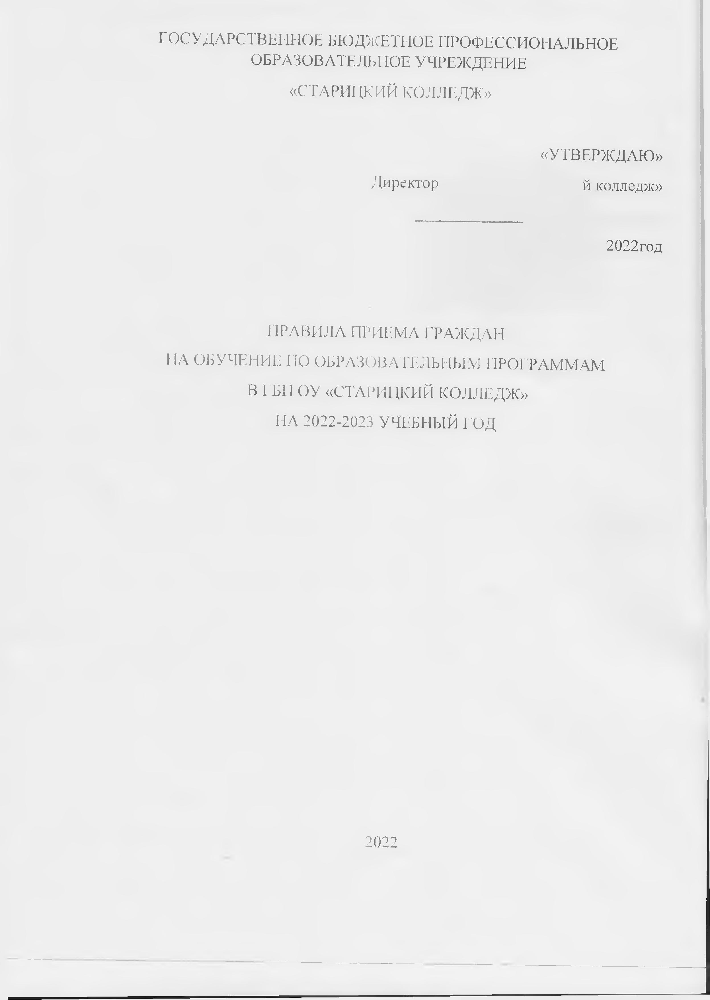 ГОСУДАРСТВЕННОЕ БЮДЖЕТНОЕ ПРОФЕССИОНАЛЬНОЕ
ОБРАЗОВАТЕЛЬНОЕ УЧРЕЖДЕНИЕ
«СТАРИЦКИЙ КОЛЛЕДЖ»
«УТВЕРЖДАЮ»
Директор й колледж»
2022год
ПРАВИЛА ПРИЕМА ГРАЖДАН
НА ОБУЧЕНИЕ ПО ОБРАЗОВАТЕЛЬНЫМ ПРОГРАММАМ
В ГБП ОУ «СТАРИЦКИЙ КОЛЛЕДЖ»
НА 2022-2023 УЧЕБНЫЙ ГОД
2022